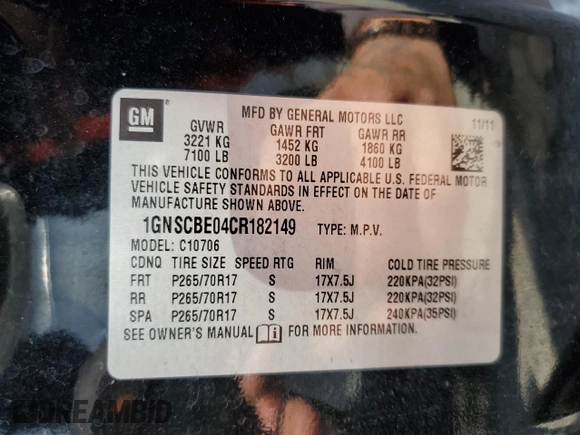 GM
MFD BY GENERAL MOTORS LLC
11/11
GVWR GAWR FRT GAWR RR
3221 KG 1452 KG 1860 KG
7100 LB 3200 LB 4100 LB
THIS VEHICLE CONFORMS TO ALL APPLICABLE U.S. FEDERAL MOTOR
VEHICLE SAFETY STANDARDS IN EFFECT ON THE DATE OF
MANUFACTURE SHOWN ABOVE.
1GNSCBE04CR182149 TYPE: M.P.V.
MODEL: C10706
CDNQ TIRE SIZE SPEED RTG RIM COLD TIRE PRESSURE
FRT P265/70R17 S 17X7.5J 220KPA(32PSI)
RR P265/70R17 S 17X7.5J 220KPA(32PSI)
SPA P265/70R17 S 17X7.5J 240KPA(35PSI)
SEE OWNER'S MANUAL FOR MORE INFORMATION.
DREAMBID